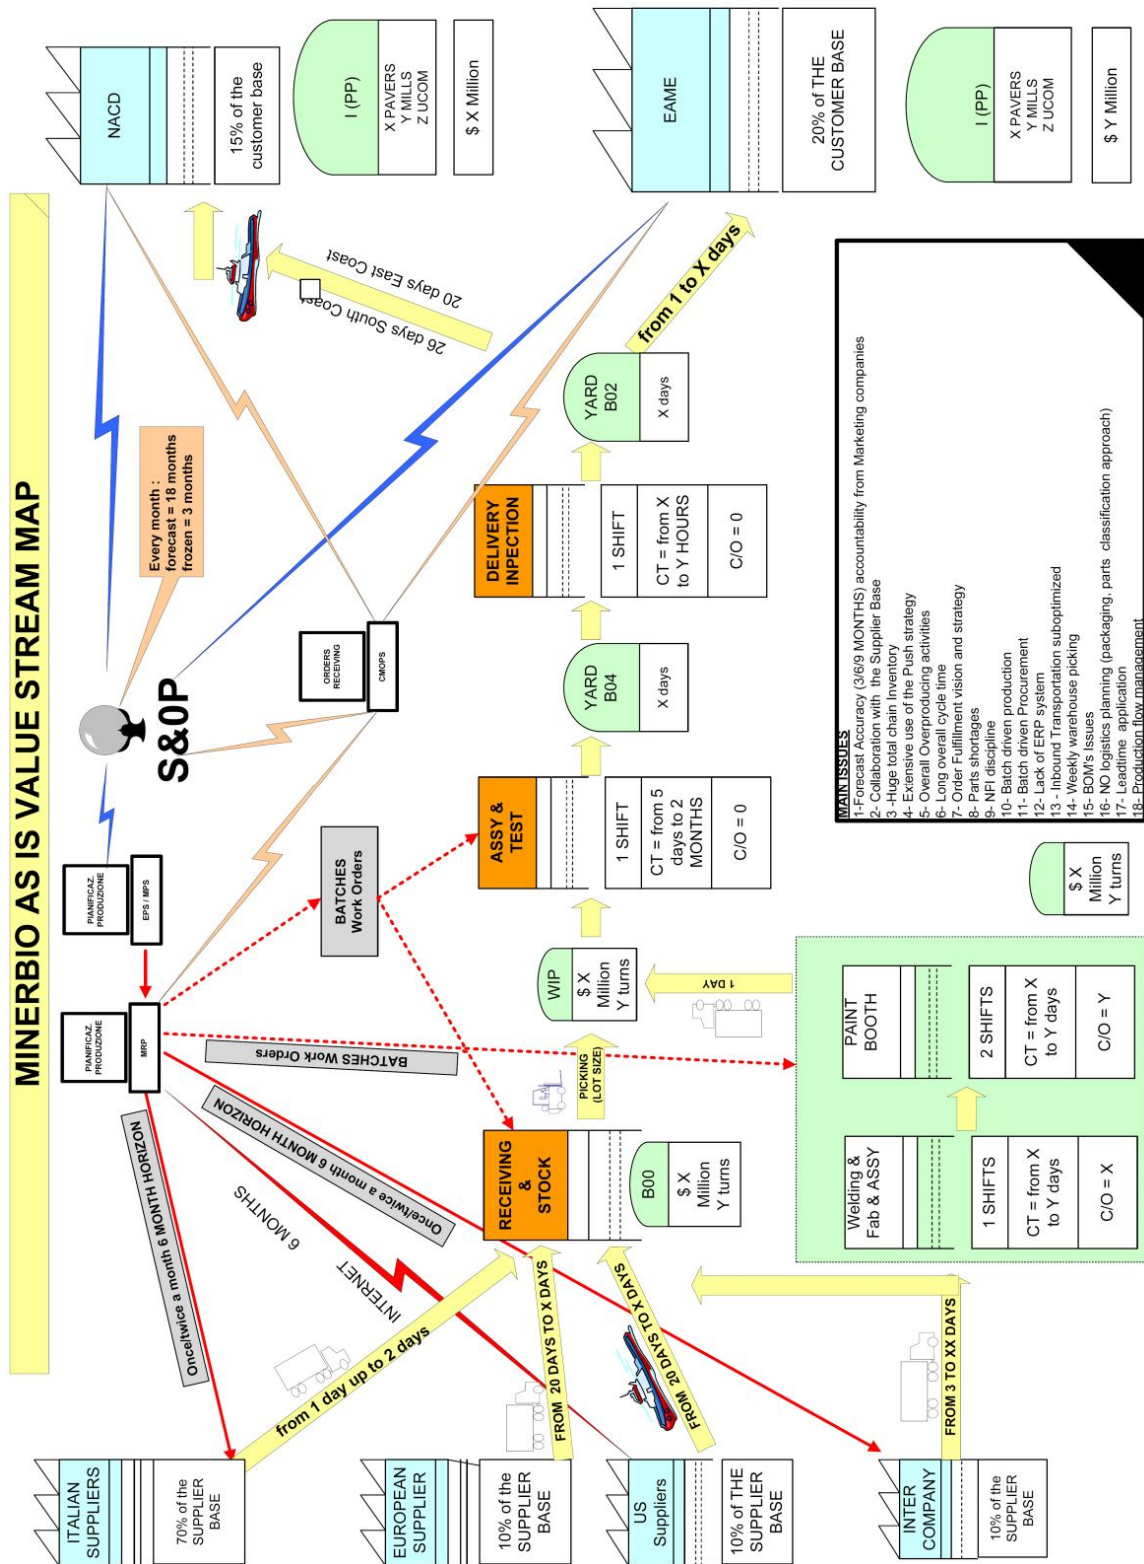 MINERBIO AS IS VALUE STREAM MAP
ITALIAN
SUPPLIERS
70% of the
SUPPLIER
BASE
EUROPEAN
SUPPLIER
10% of the
SUPPLIER
BASE
US
Suppliers
10% of THE
SUPPLIER
BASE
INTER
COMPANY
10% of the
SUPPLIER
BASE
Once/twice a month 6 MONTH HORIZON
6 MONTHS
INTERNET
Once/twice a month 6 MONTH HORIZON
BATCHES Work Orders
from 1 day up to 2 days
FROM 20 DAYS TO X DAYS
FROM 20 DAYS TO X DAYS
FROM 3 TO XX DAYS
PIANIFICAZ.
PRODUZIONE
MRP
PIANIFICAZ.
PRODUZIONE
EPS / MPS
S&0P
Every month :
forecast = 18 months
frozen = 3 months
ORDERS
RECEIVING
CMOPS
BATCHES
Work Orders
RECEIVING
&
STOCK
B00
$ X
Million
Y turns
PICKING
(LOT SIZE)
WIP
$ X
Million
Y turns
1 DAY
ASSY &
TEST
1 SHIFT
CT = from 5
days to 2
MONTHS
C/O = 0
YARD
B04
X days
DELIVERY
INPECTION
1 SHIFT
CT = from X
to Y HOURS
C/O = 0
YARD
B02
X days
from 1 to X days
26 days South Coast
20 days East Coast
NACD
15% of the
customer base
I (PP)
X PAVERS
Y MILLS
Z UCOM
$ X Million
EAME
20% of THE
CUSTOMER BASE
I (PP)
X PAVERS
Y MILLS
Z UCOM
$ Y Million
Welding &
Fab & ASSY
1 SHIFTS
CT = from X
to Y days
C/O = X
PAINT
BOOTH
2 SHIFTS
CT = from X
to Y days
C/O = Y
$ X
Million
Y turns
MAIN ISSUES
1-Forecast Accuracy (3/6/9 MONTHS) accountability from Marketing companies
2- Collaboration with the Supplier Base
3 -Huge total chain Inventory
4- Extensive use of the Push strategy
5- Overall Overproducing activities
6- Long overall cycle time
7- Order Fulfillment vision and strategy
8- Parts shortages
9- NPI discipline
10- Batch driven production
11- Batch driven Procurement
12- Lack of ERP system
13 - Inbound Transportation suboptimized
14- Weekly warehouse picking
15- BOM's Issues
16- NO logistics planning (packaging, parts classification approach)
17- Leadtime application
18- Production flow management